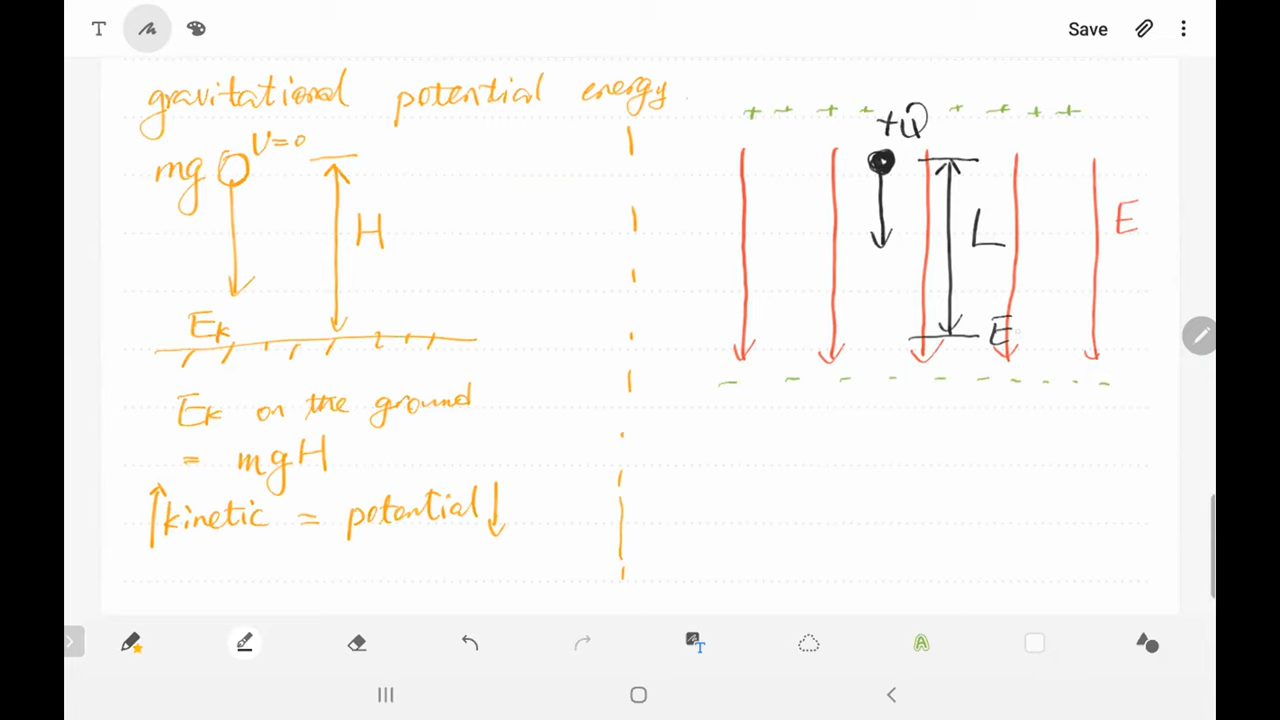 T
Save
gravitational potential energy
mg
V=0
H
Ek
Ek on the ground
= mgH
↑kinetic = potential↓
+ + + + + + + +
+Q
L
E
E
- - - - - - - - -
T
A